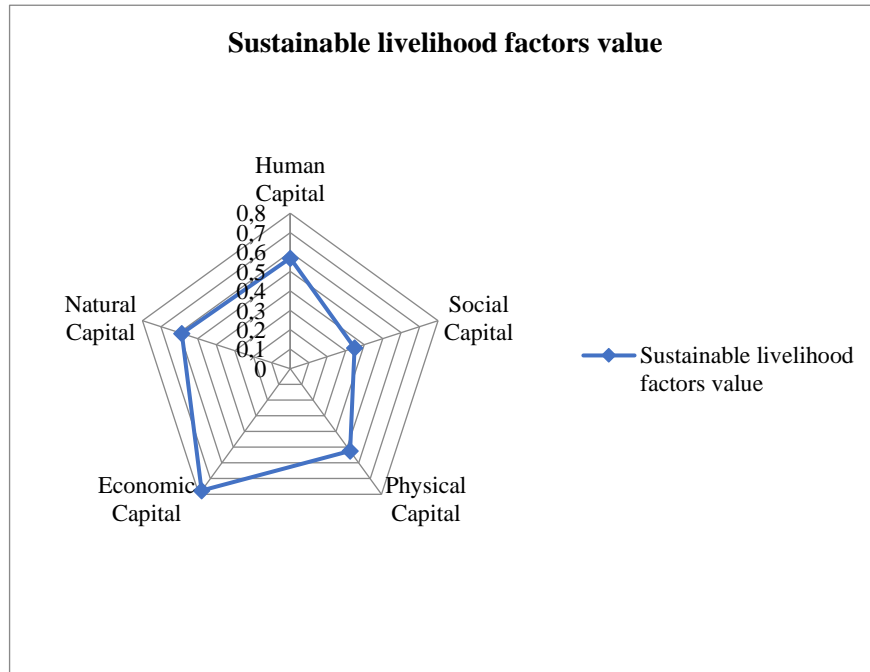 Sustainable livelihood factors value
Human
Capital
0,8
0,7
0,6
0,5
0,4
0,3
0,2
0,1
0
Natural
Capital
Social
Capital
Economic
Capital
Physical
Capital
Sustainable livelihood
factors value